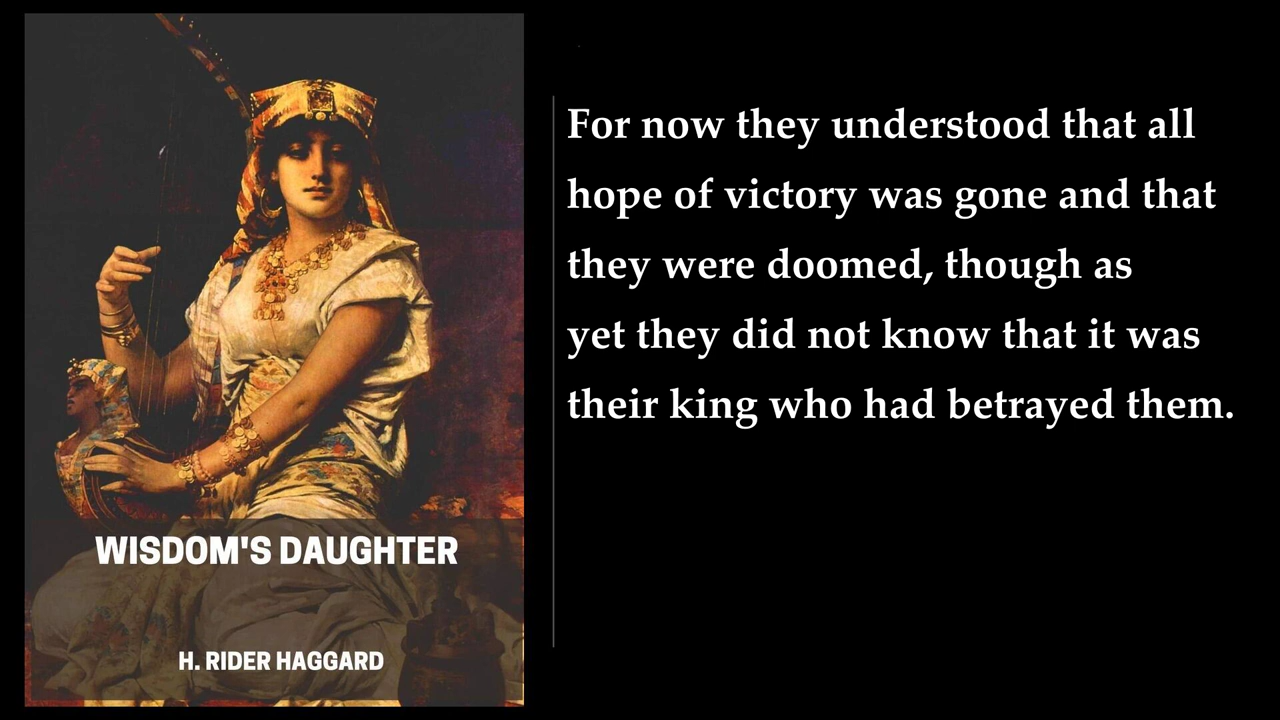 WISDOM'S DAUGHTER
H. RIDER HAGGARD
For now they understood that all
hope of victory was gone and that
they were doomed, though as
yet they did not know that it was
their king who had betrayed them.